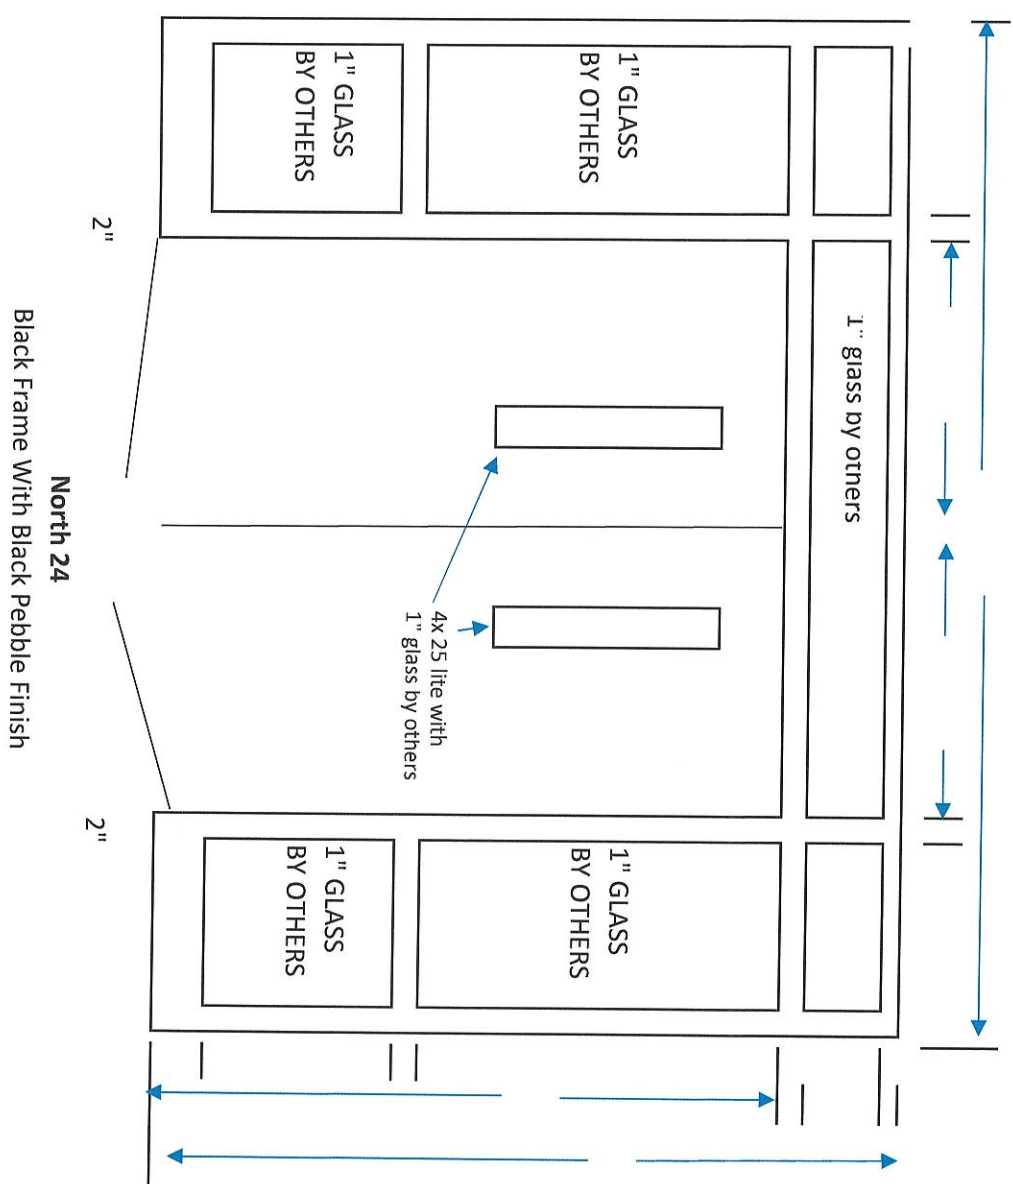 1" glass by others
1" GLASS
BY OTHERS
1" GLASS
BY OTHERS
4x 25 lite with
1" glass by others
1" GLASS
BY OTHERS
1" GLASS
BY OTHERS
2"
2"
North 24
Black Frame With Black Pebble Finish